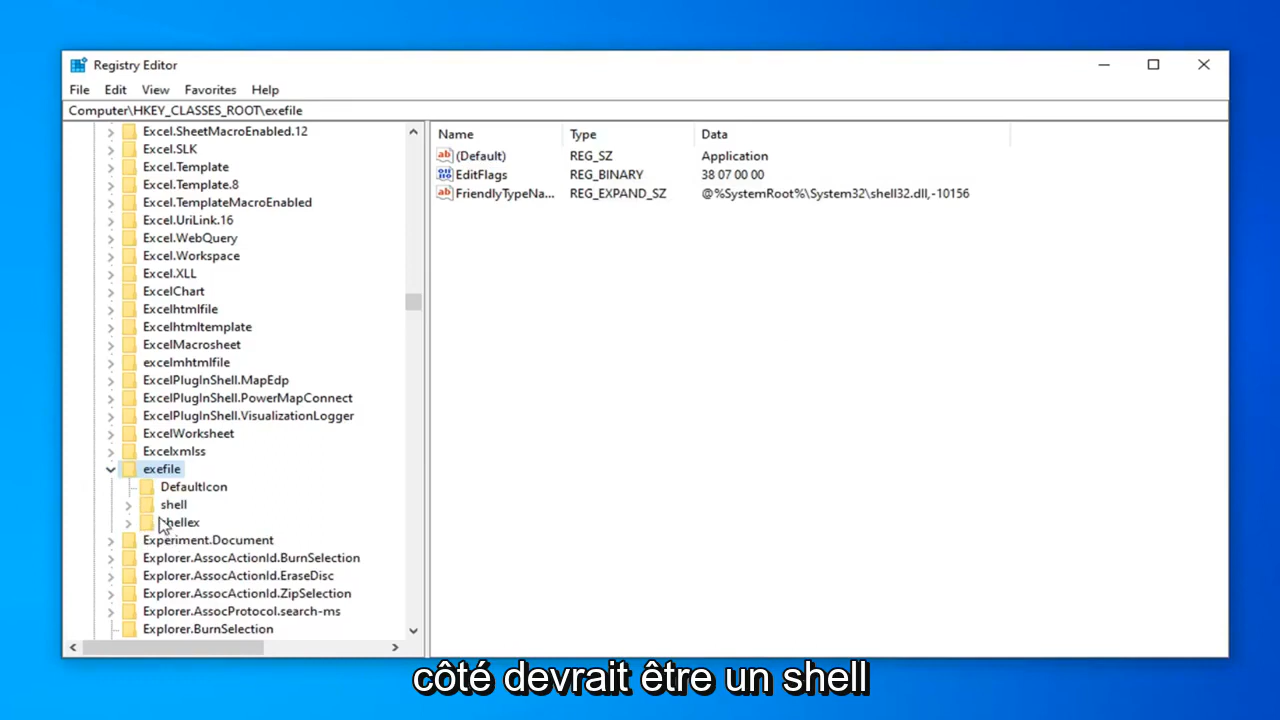 Registry Editor
File Edit View Favorites Help
Computer\HKEY_CLASSES_ROOT\exefile
Excel.SheetMacroEnabled.12
Excel.SLK
Excel.Template
Excel.Template.8
Excel.TemplateMacroEnabled
Excel.UriLink.16
Excel.WebQuery
Excel.Workspace
Excel.XLL
ExcelChart
Excelhtmlfile
Excelhtmltemplate
ExcelMacrosheet
excelmhtmlfile
ExcelPlugInShell.MapEdp
ExcelPlugInShell.PowerMapConnect
ExcelPlugInShell.VisualizationLogger
ExcelWorksheet
Excelxmlss
exefile
DefaultIcon
shell
shellex
Experiment.Document
Explorer.AssocActionId.BurnSelection
Explorer.AssocActionId.EraseDisc
Explorer.AssocActionId.ZipSelection
Explorer.AssocProtocol.search-ms
Explorer.BurnSelection
Name Type Data
(Default) REG_SZ Application
EditFlags REG_BINARY 38 07 00 00
FriendlyTypeNa... REG_EXPAND_SZ @%SystemRoot%\System32\shell32.dll,-10156
côté devrait être un shell